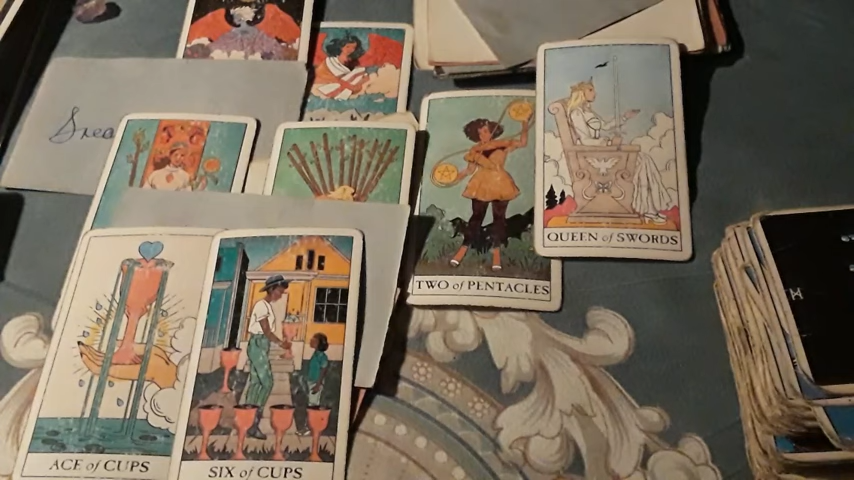 QUEEN of SWORDS
TWO of PENTACLES
ACE of CUPS
SIX of CUPS